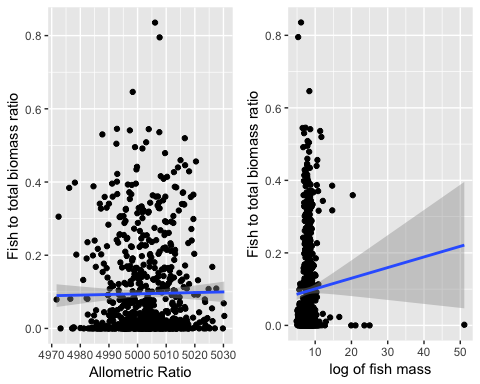 Fish to total biomass ratio
0.8
0.6
0.4
0.2
0.0
4970 4980 4990 5000 5010 5020 5030
Allometric Ratio
Fish to total biomass ratio
0.8
0.6
0.4
0.2
0.0
10 20 30 40 50
log of fish mass